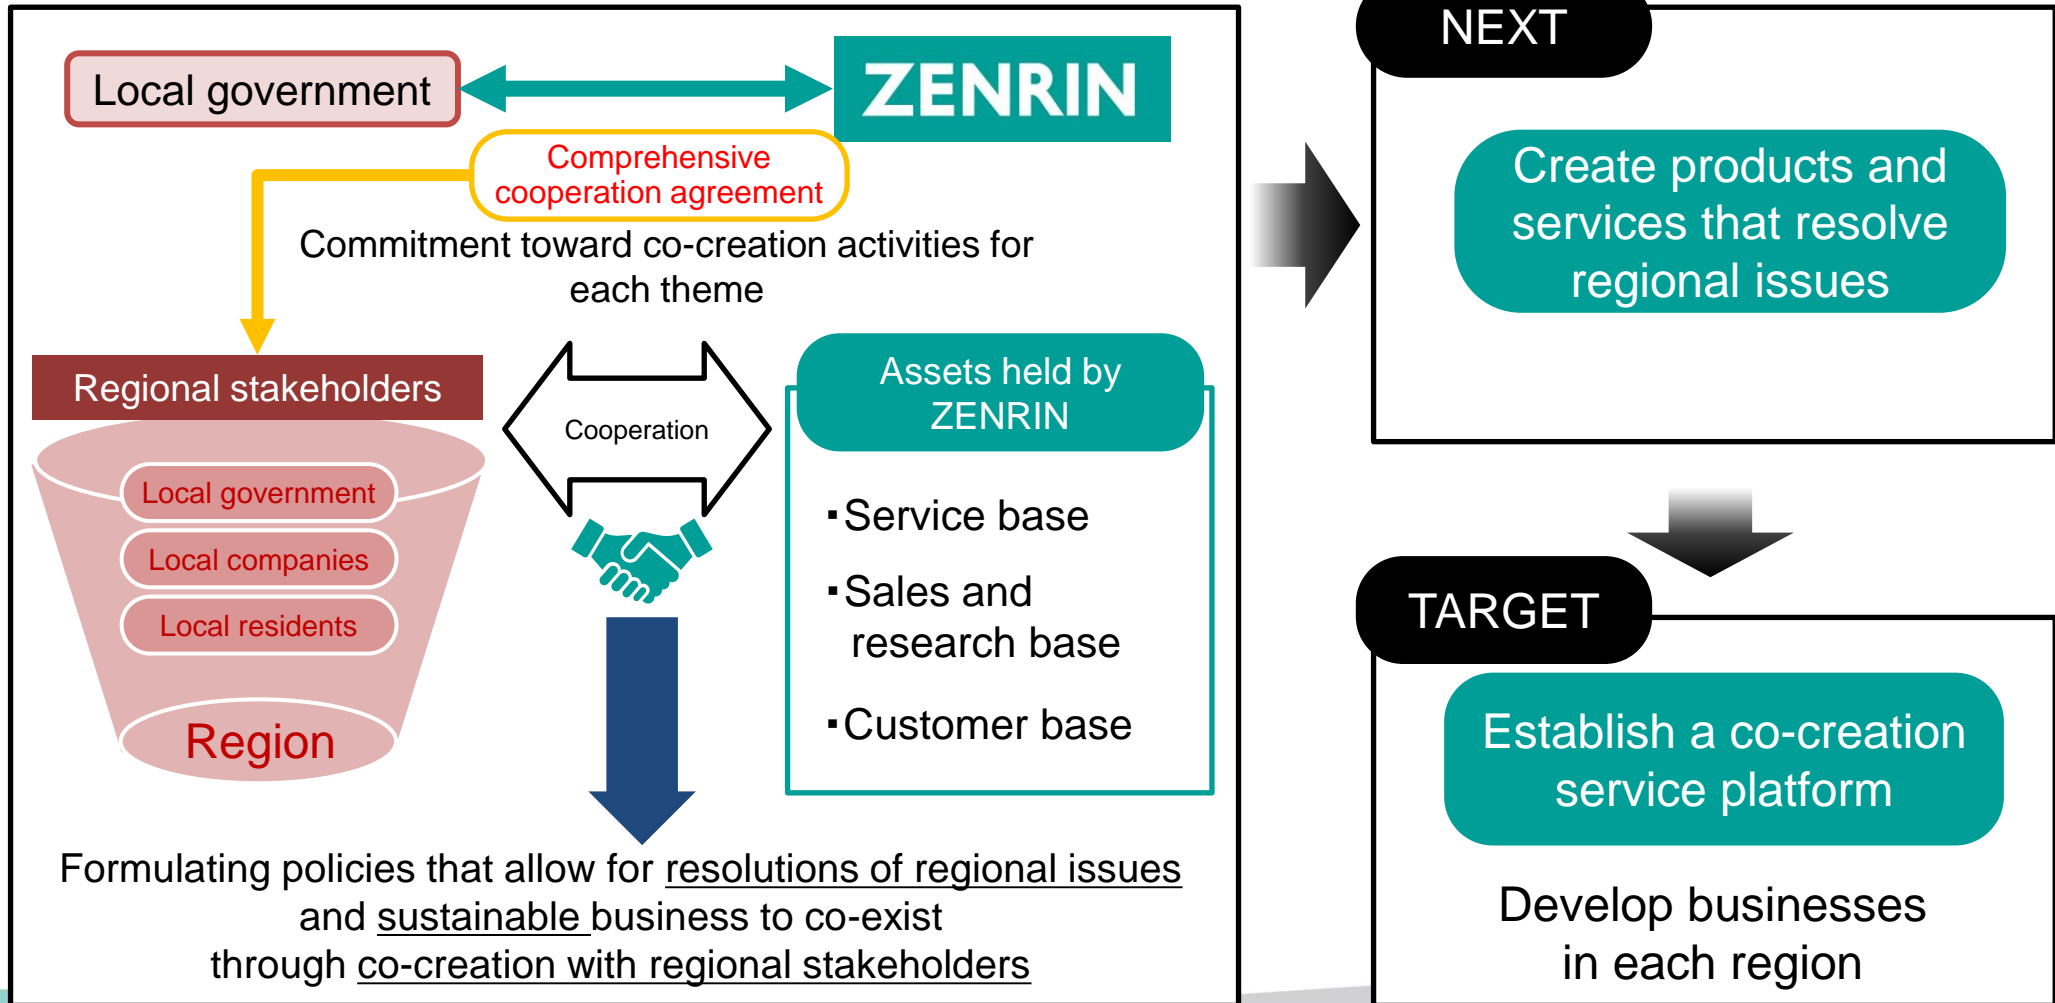 Local government
ZENRIN
Comprehensive
cooperation agreement
Commitment toward co-creation activities for
each theme
Regional stakeholders
Local government
Local companies
Local residents
Region
Cooperation
Assets held by
ZENRIN
▪Service base
▪Sales and
research base
▪Customer base
Formulating policies that allow for resolutions of regional issues
and sustainable business to co-exist
through co-creation with regional stakeholders
NEXT
Create products and
services that resolve
regional issues
TARGET
Establish a co-creation
service platform
Develop businesses
in each region